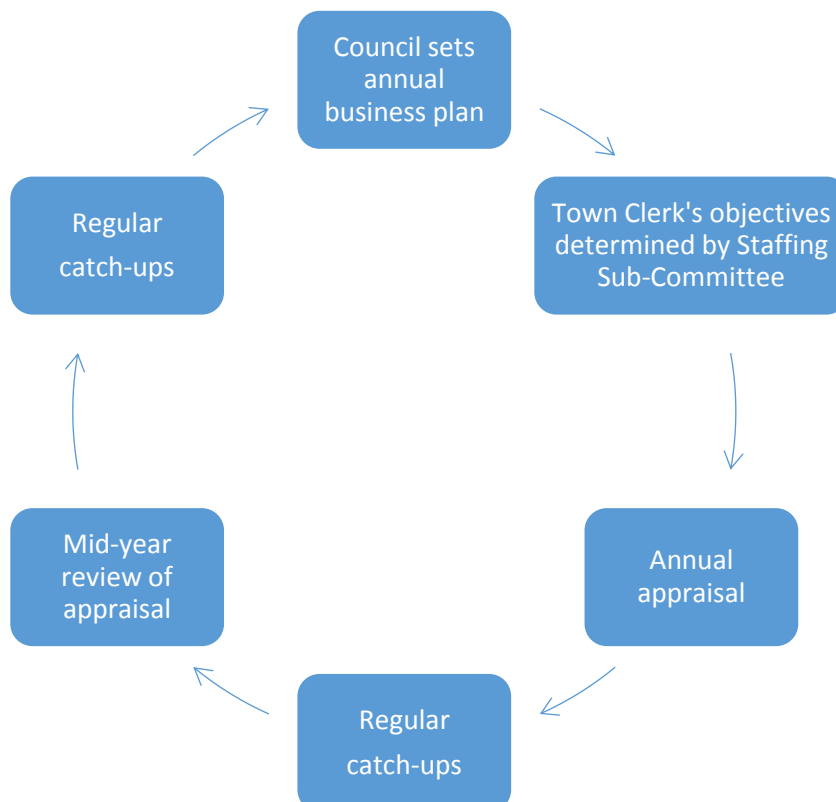 Council sets
annual
business plan
Town Clerk's objectives
determined by Staffing
Sub-Committee
Annual
appraisal
Regular
catch-ups
Mid-year
review of
appraisal
Regular
catch-ups